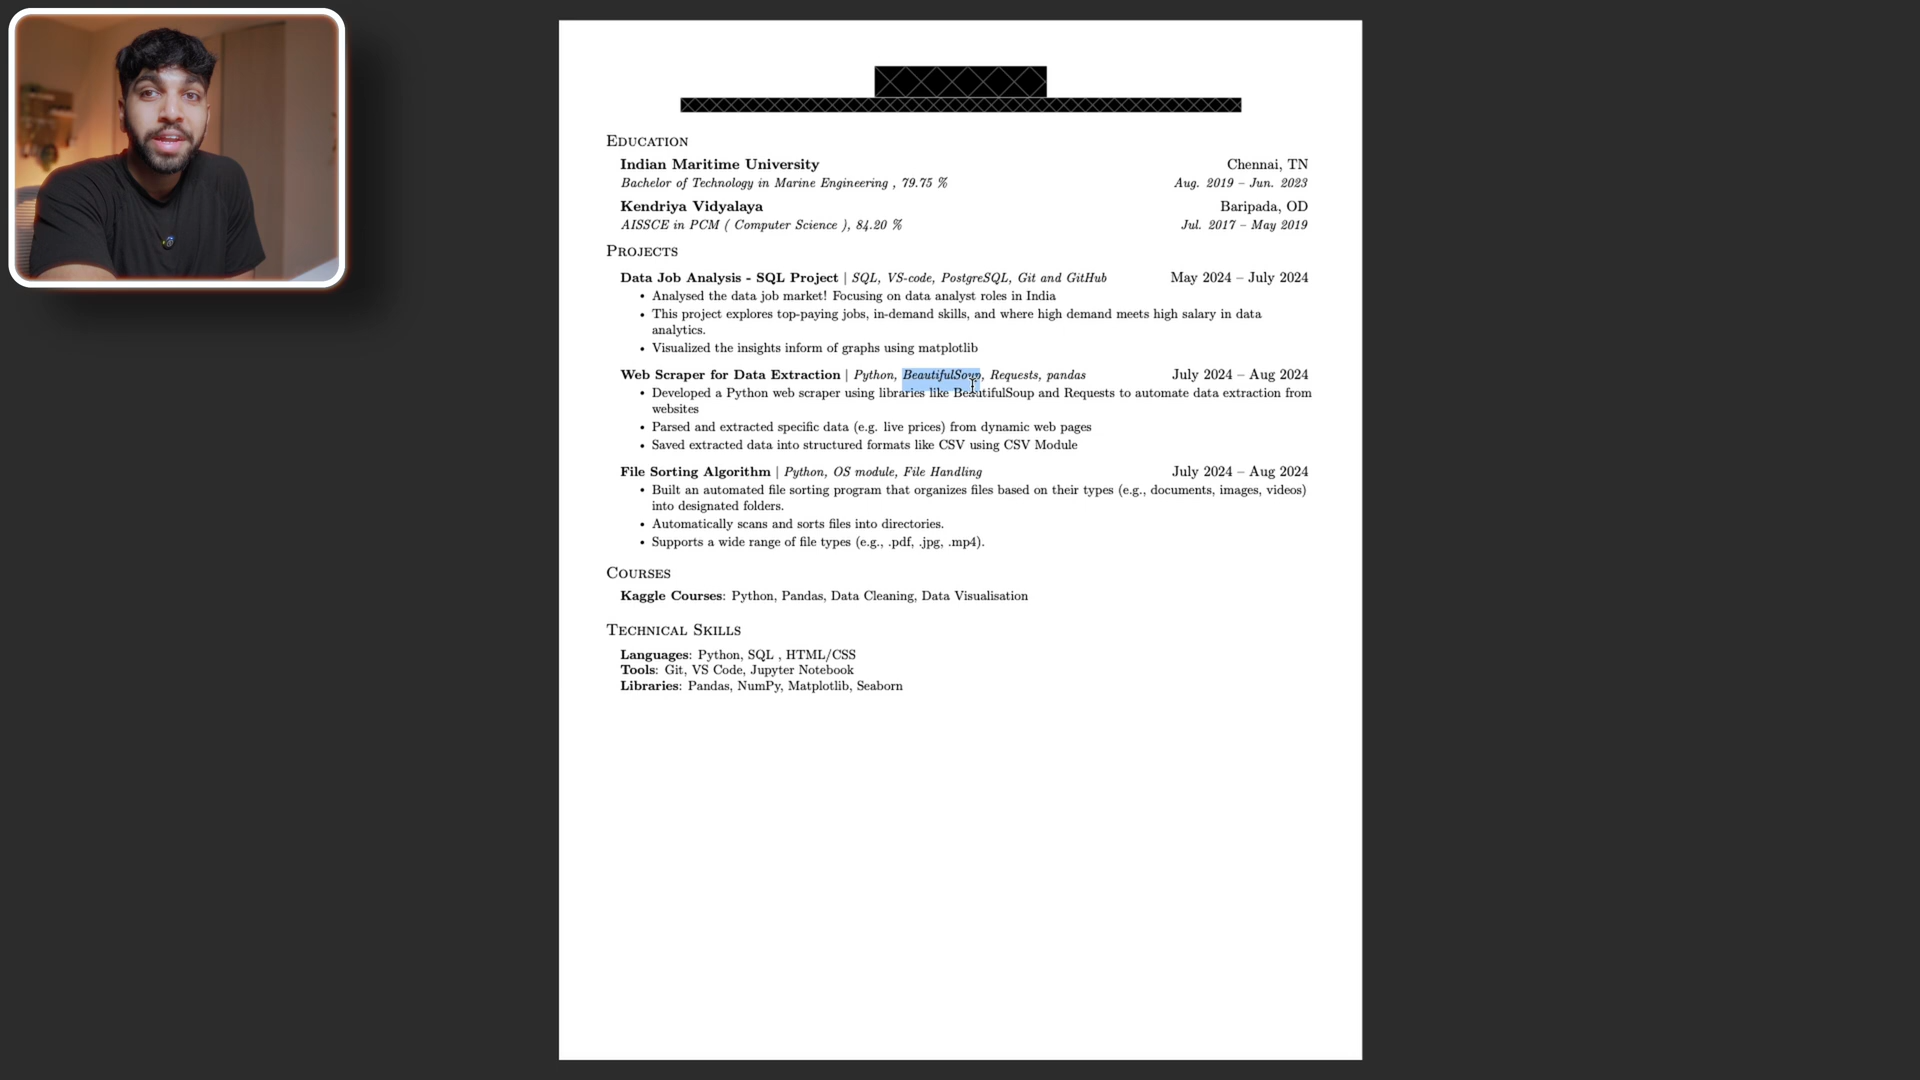 Education
Indian Maritime University Chennai, TN
Bachelor of Technology in Marine Engineering , 79.75 % Aug. 2019 – Jun. 2023
Kendriya Vidyalaya Baripada, OD
AISSCE in PCM ( Computer Science ), 84.20 % Jul. 2017 – May 2019
Projects
Data Job Analysis - SQL Project | SQL, VS-code, PostgreSQL, Git and GitHub May 2024 – July 2024
• Analysed the data job market! Focusing on data analyst roles in India
• This project explores top-paying jobs, in-demand skills, and where high demand meets high salary in data
analytics.
• Visualized the insights inform of graphs using matplotlib
Web Scraper for Data Extraction | Python, BeautifulSoup, Requests, pandas July 2024 – Aug 2024
• Developed a Python web scraper using libraries like BeautifulSoup and Requests to automate data extraction from
websites
• Parsed and extracted specific data (e.g. live prices) from dynamic web pages
• Saved extracted data into structured formats like CSV using CSV Module
File Sorting Algorithm | Python, OS module, File Handling July 2024 – Aug 2024
• Built an automated file sorting program that organizes files based on their types (e.g., documents, images, videos)
into designated folders.
• Automatically scans and sorts files into directories.
• Supports a wide range of file types (e.g., .pdf, .jpg, .mp4).
Courses
Kaggle Courses: Python, Pandas, Data Cleaning, Data Visualisation
Technical Skills
Languages: Python, SQL , HTML/CSS
Tools: Git, VS Code, Jupyter Notebook
Libraries: Pandas, NumPy, Matplotlib, Seaborn